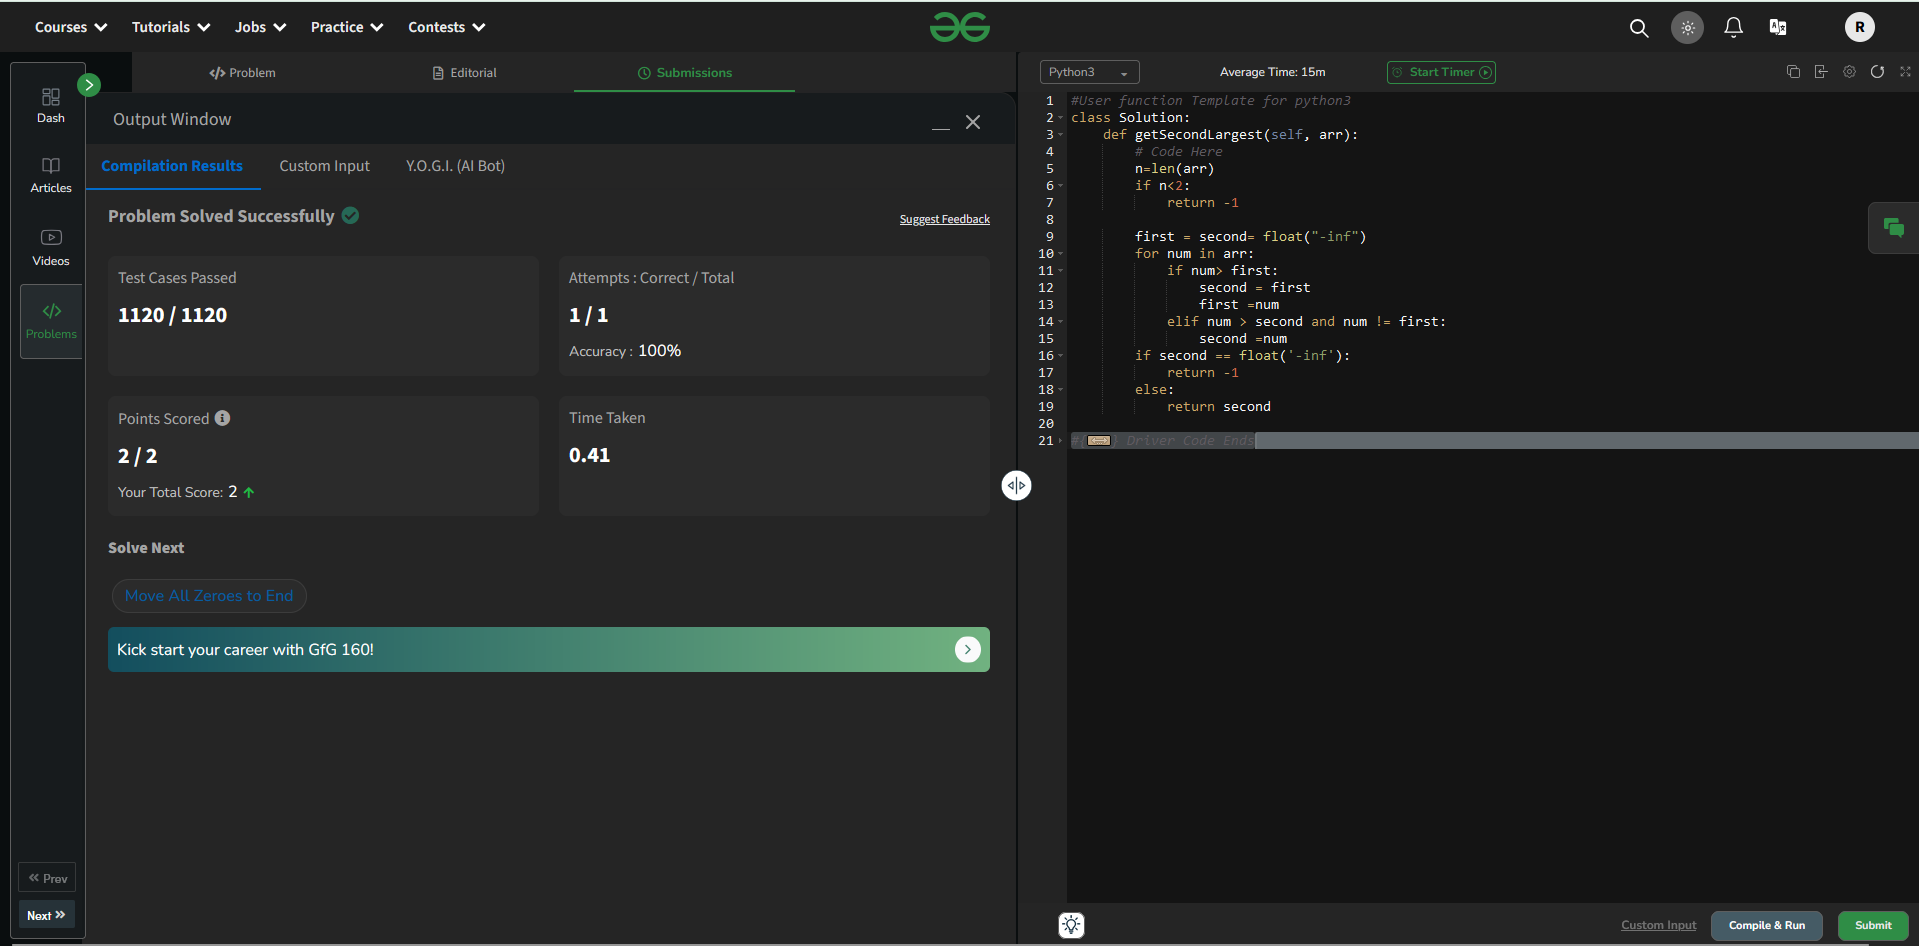 Courses Tutorials Jobs Practice Contests R
Dash
Articles
Videos
Problems
Prev
Next
Problem Editorial Submissions
Output Window
Compilation Results Custom Input Y.O.G.I. (AI Bot)
Problem Solved Successfully
Suggest Feedback
Test Cases Passed
1120 / 1120
Attempts : Correct / Total
1 / 1
Accuracy : 100%
Points Scored
2 / 2
Your Total Score: 2
Time Taken
0.41
Solve Next
Move All Zeroes to End
Kick start your career with GfG 160!
Python3 Average Time: 15m Start Timer
1 #User function Template for python3
2 class Solution:
3     def getSecondLargest(self, arr):
4         # Code Here
5         n=len(arr)
6         if n<2:
7             return -1
8
9         first = second= float("-inf")
10         for num in arr:
11             if num> first:
12                 second = first
13                 first =num
14             elif num > second and num != first:
15                 second =num
16         if second == float('-inf'):
17             return -1
18         else:
19             return second
20
21 #{ } Driver Code Ends
Custom Input Compile & Run Submit